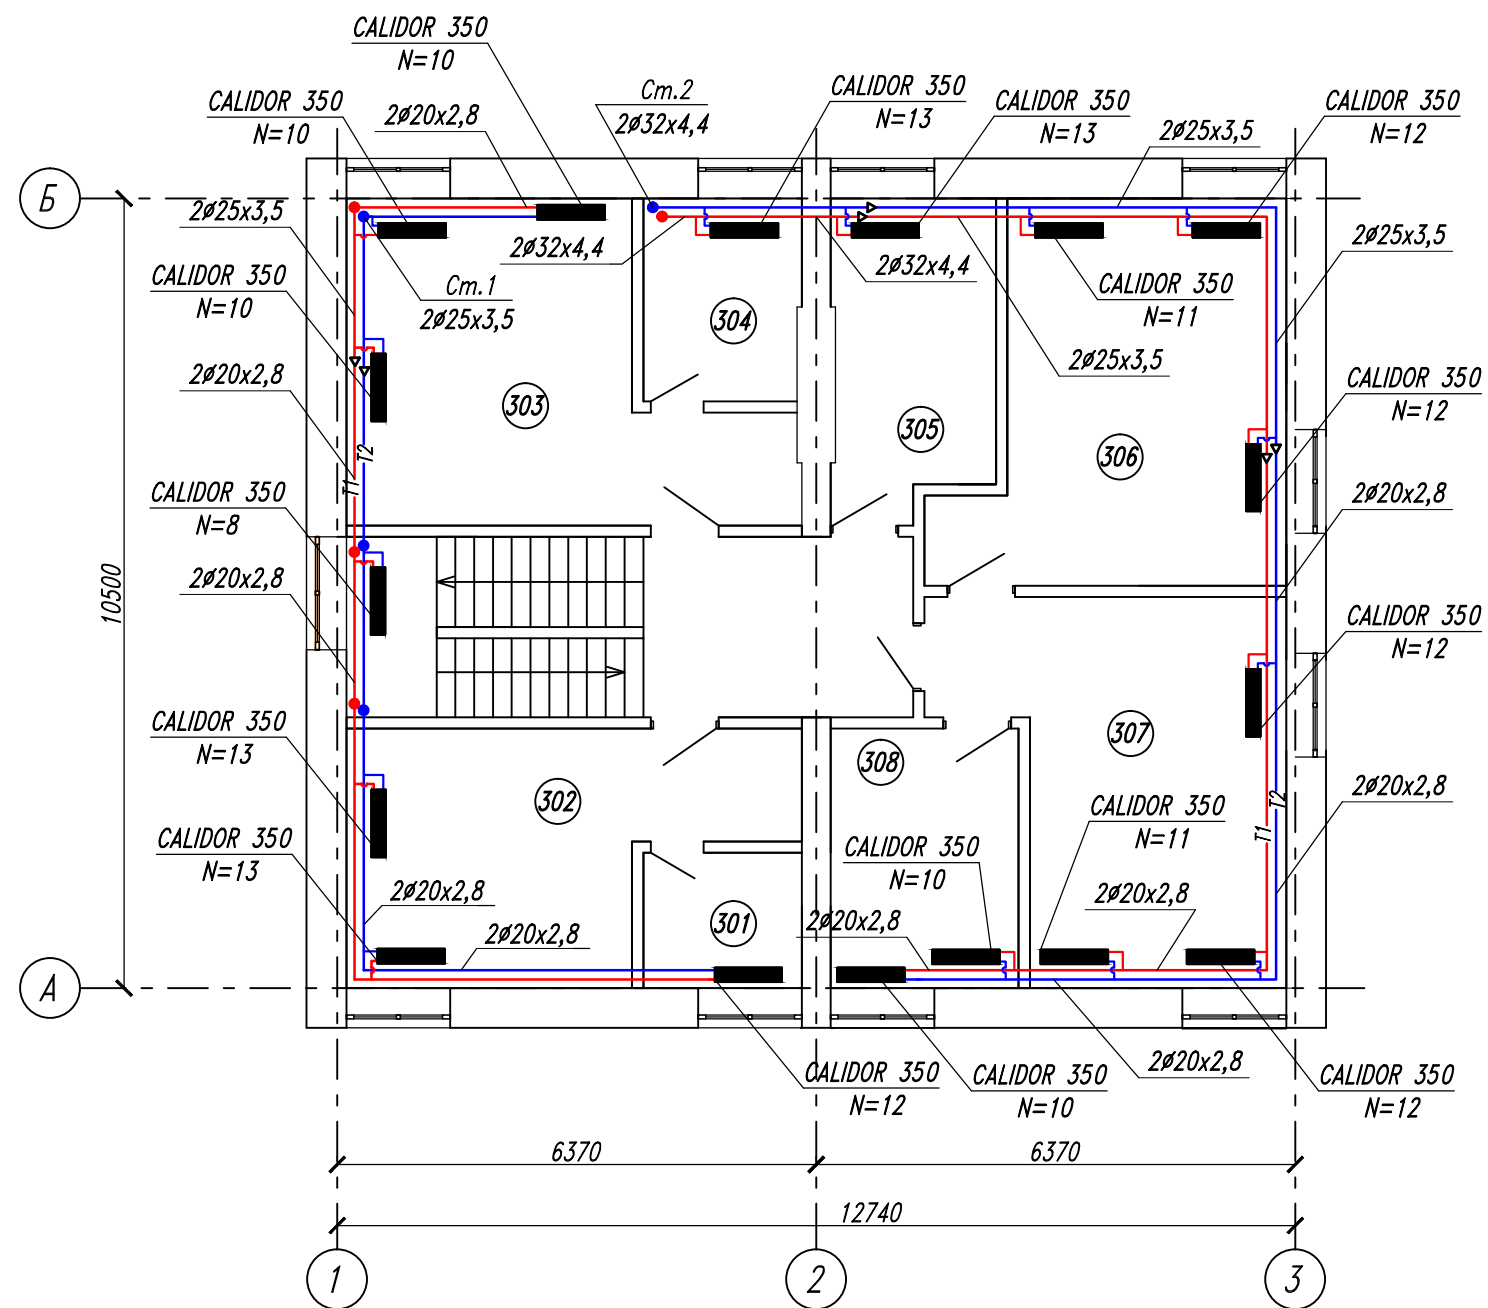 CALIDOR 350
N=10
CALIDOR 350
N=10
2ø20x2,8
Cm.2
2ø32x4,4
CALIDOR 350
N=13
CALIDOR 350
N=13
2ø25x3,5
CALIDOR 350
N=12
Б
2ø25x3,5
2ø32x4,4
2ø32x4,4
2ø25x3,5
CALIDOR 350
N=10
Cm.1
2ø25x3,5
304
CALIDOR 350
N=11
2ø25x3,5
2ø20x2,8
303
305
306
CALIDOR 350
N=12
T1
T2
CALIDOR 350
N=8
2ø20x2,8
2ø20x2,8
10500
CALIDOR 350
N=12
CALIDOR 350
N=13
302
308
307
2ø20x2,8
T1
T2
CALIDOR 350
N=13
CALIDOR 350
N=10
CALIDOR 350
N=11
2ø20x2,8
2ø20x2,8
301
2ø20x2,8
2ø20x2,8
А
CALIDOR 350
N=12
CALIDOR 350
N=10
2ø20x2,8
CALIDOR 350
N=12
6370
6370
12740
1
2
3